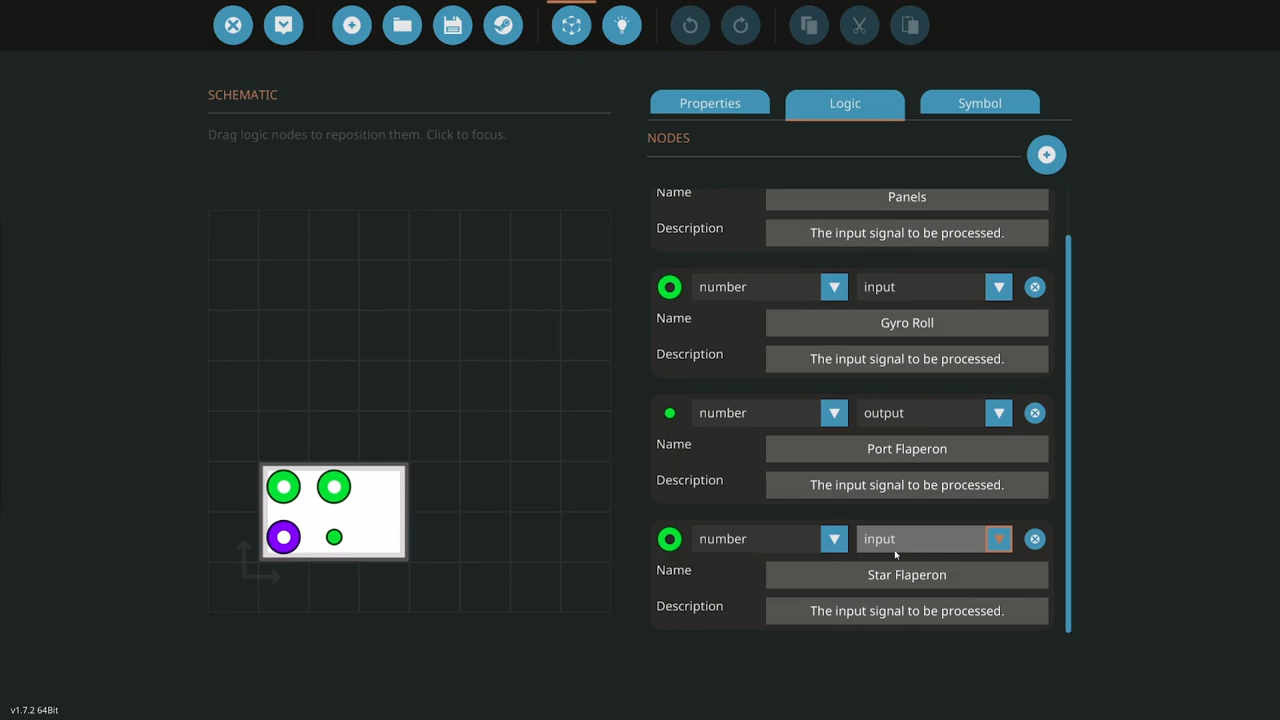 SCHEMATIC
Drag logic nodes to reposition them. Click to focus.
Properties
Logic
Symbol
NODES
Name
Panels
Description
The input signal to be processed.
number
input
Name
Gyro Roll
Description
The input signal to be processed.
number
output
Name
Port Flaperon
Description
The input signal to be processed.
number
input
Name
Star Flaperon
Description
The input signal to be processed.
v1.7.2 64Bit